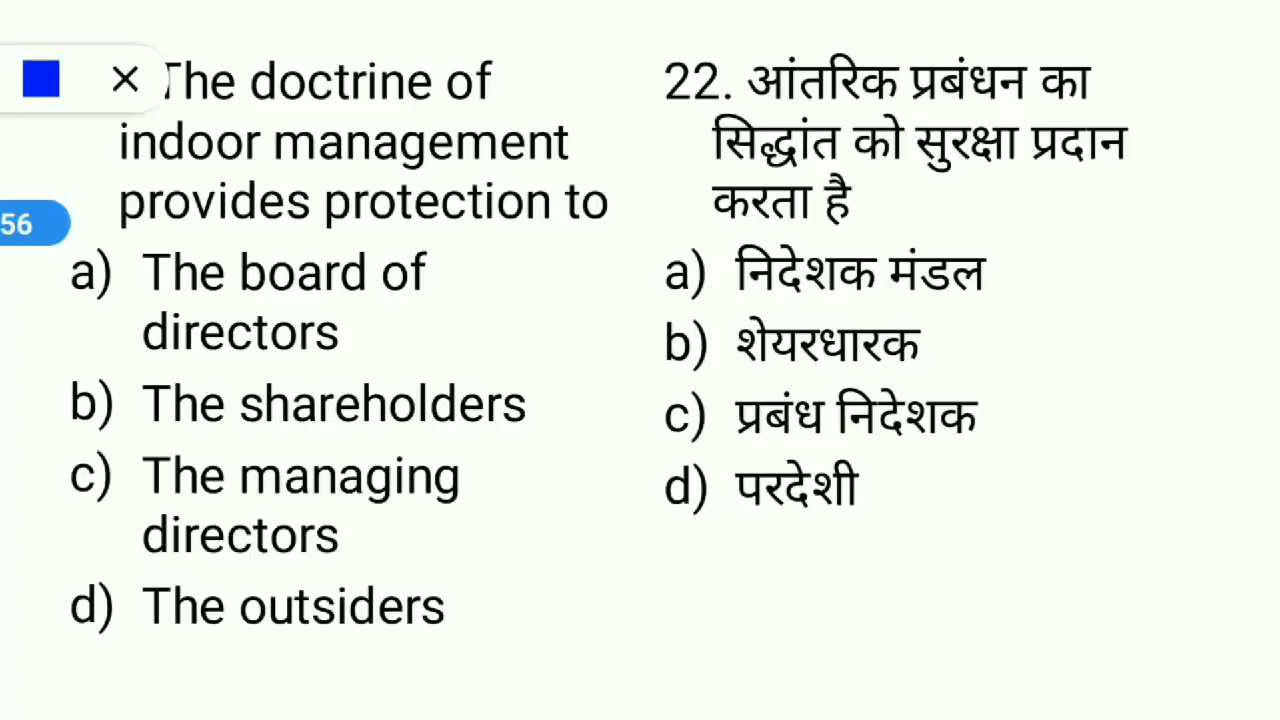 The doctrine of
indoor management
provides protection to
a) The board of
directors
b) The shareholders
c) The managing
directors
d) The outsiders
22. आंतरिक प्रबंधन का
सिद्धांत को सुरक्षा प्रदान
करता है
a) निदेशक मंडल
b) शेयरधारक
c) प्रबंध निदेशक
d) परदेशी
56